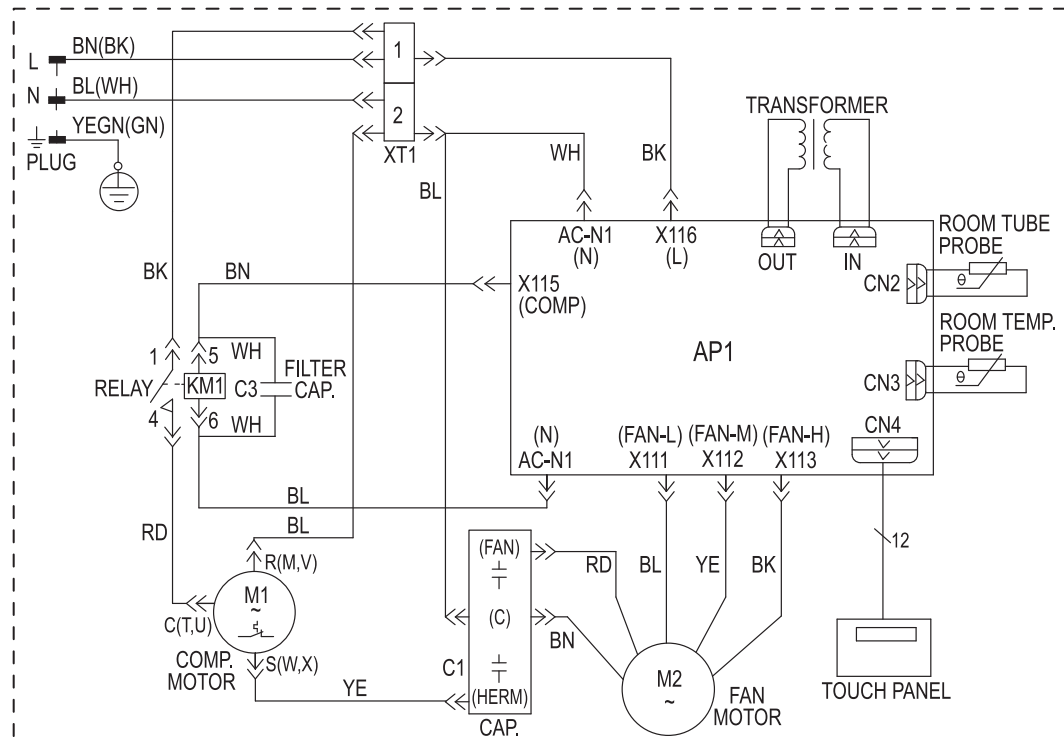 L
BN(BK)
N
BL(WH)
YEGN(GN)
PLUG
1
2
XT1
TRANSFORMER
WH
BK
BL
AC-N1
(N)
X116
(L)
OUT
IN
ROOM TUBE
PROBE
CN2
θ
BK
BN
X115
(COMP)
ROOM TEMP.
PROBE
CN3
θ
AP1
1
5
WH
RELAY
KM1
C3
FILTER
CAP.
4
6
WH
CN4
(N)
AC-N1
(FAN-L)
X111
(FAN-M)
X112
(FAN-H)
X113
BL
BL
RD
12
R(M,V)
(FAN)
RD
BL
YE
BK
M1
~
C(T,U)
(C)
BN
COMP.
MOTOR
S(W,X)
C1
YE
(HERM)
CAP.
M2
~
FAN
MOTOR
TOUCH PANEL